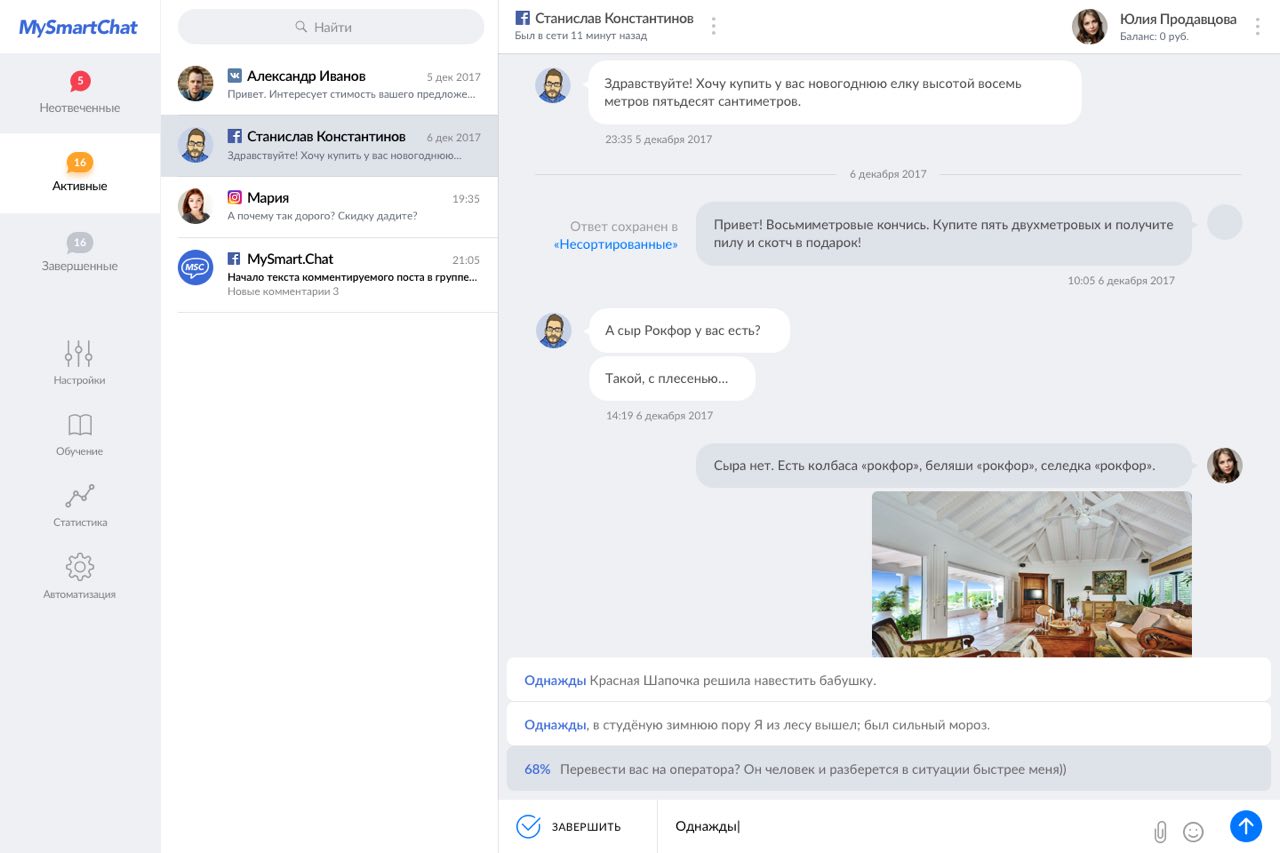 MySmartChat
5
Неотвеченные
16
Активные
16
Завершенные
Настройки
Обучение
Статистика
Автоматизация
Найти
Александр Иванов
5 дек 2017
Привет. Интересует стимость вашего предложе...
Станислав Константинов
6 дек 2017
Здравствуйте! Хочу купить у вас новогоднюю...
Мария
19:35
А почему так дорого? Скидку дадите?
MSC
MySmart.Chat
21:05
Начало текста комментируемого поста в группе...
Новые комментарии 3
Станислав Константинов
Был в сети 11 минут назад
Юлия Продавцова
Баланс: 0 руб.
Здравствуйте! Хочу купить у вас новогоднюю елку высотой восемь
метров пятьдесят сантиметров.
23:35 5 декабря 2017
6 декабря 2017
Ответ сохранен в
«Несортированные»
Привет! Восьмиметровые кончись. Купите пять двухметровых и получите
пилу и скотч в подарок!
10:05 6 декабря 2017
А сыр Рокфор у вас есть?
Такой, с плесенью...
14:19 6 декабря 2017
Сыра нет. Есть колбаса «рокфор», беляши «рокфор», селедка «рокфор».
Однажды Красная Шапочка решила навестить бабушку.
Однажды, в студёную зимнюю пору Я из лесу вышел; был сильный мороз.
68% Перевести вас на оператора? Он человек и разберется в ситуации быстрее меня))
ЗАВЕРШИТЬ
Однажды